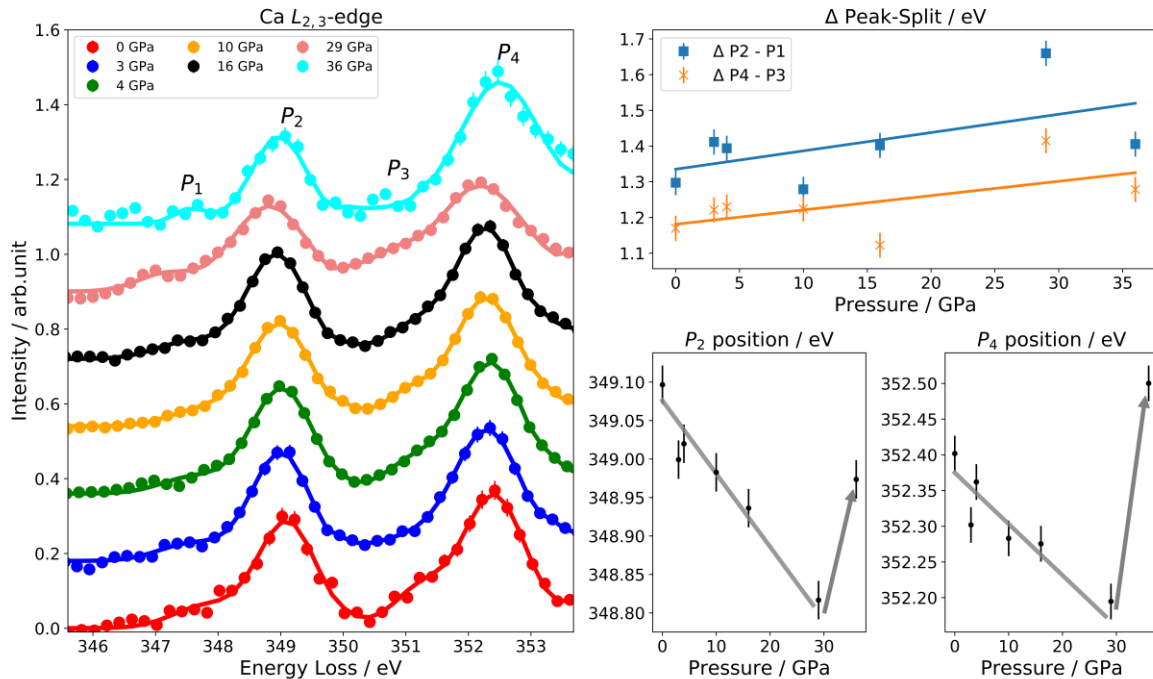 Ca L2,3-edge
Intensity / arb.unit
1.6
1.4
1.2
1.0
0.8
0.6
0.4
0.2
0.0
0 GPa
3 GPa
4 GPa
10 GPa
16 GPa
29 GPa
36 GPa
P1
P2
P3
P4
346 347 348 349 350 351 352 353
Energy Loss / eV
Δ Peak-Split / eV
1.7
1.6
1.5
1.4
1.3
1.2
1.1
Δ P2 - P1
Δ P4 - P3
0 5 10 15 20 25 30 35
Pressure / GPa
P2 position / eV
349.10
349.05
349.00
348.95
348.90
348.85
348.80
0 10 20 30 40
Pressure / GPa
P4 position / eV
352.50
352.45
352.40
352.35
352.30
352.25
352.20
0 10 20 30
Pressure / GPa